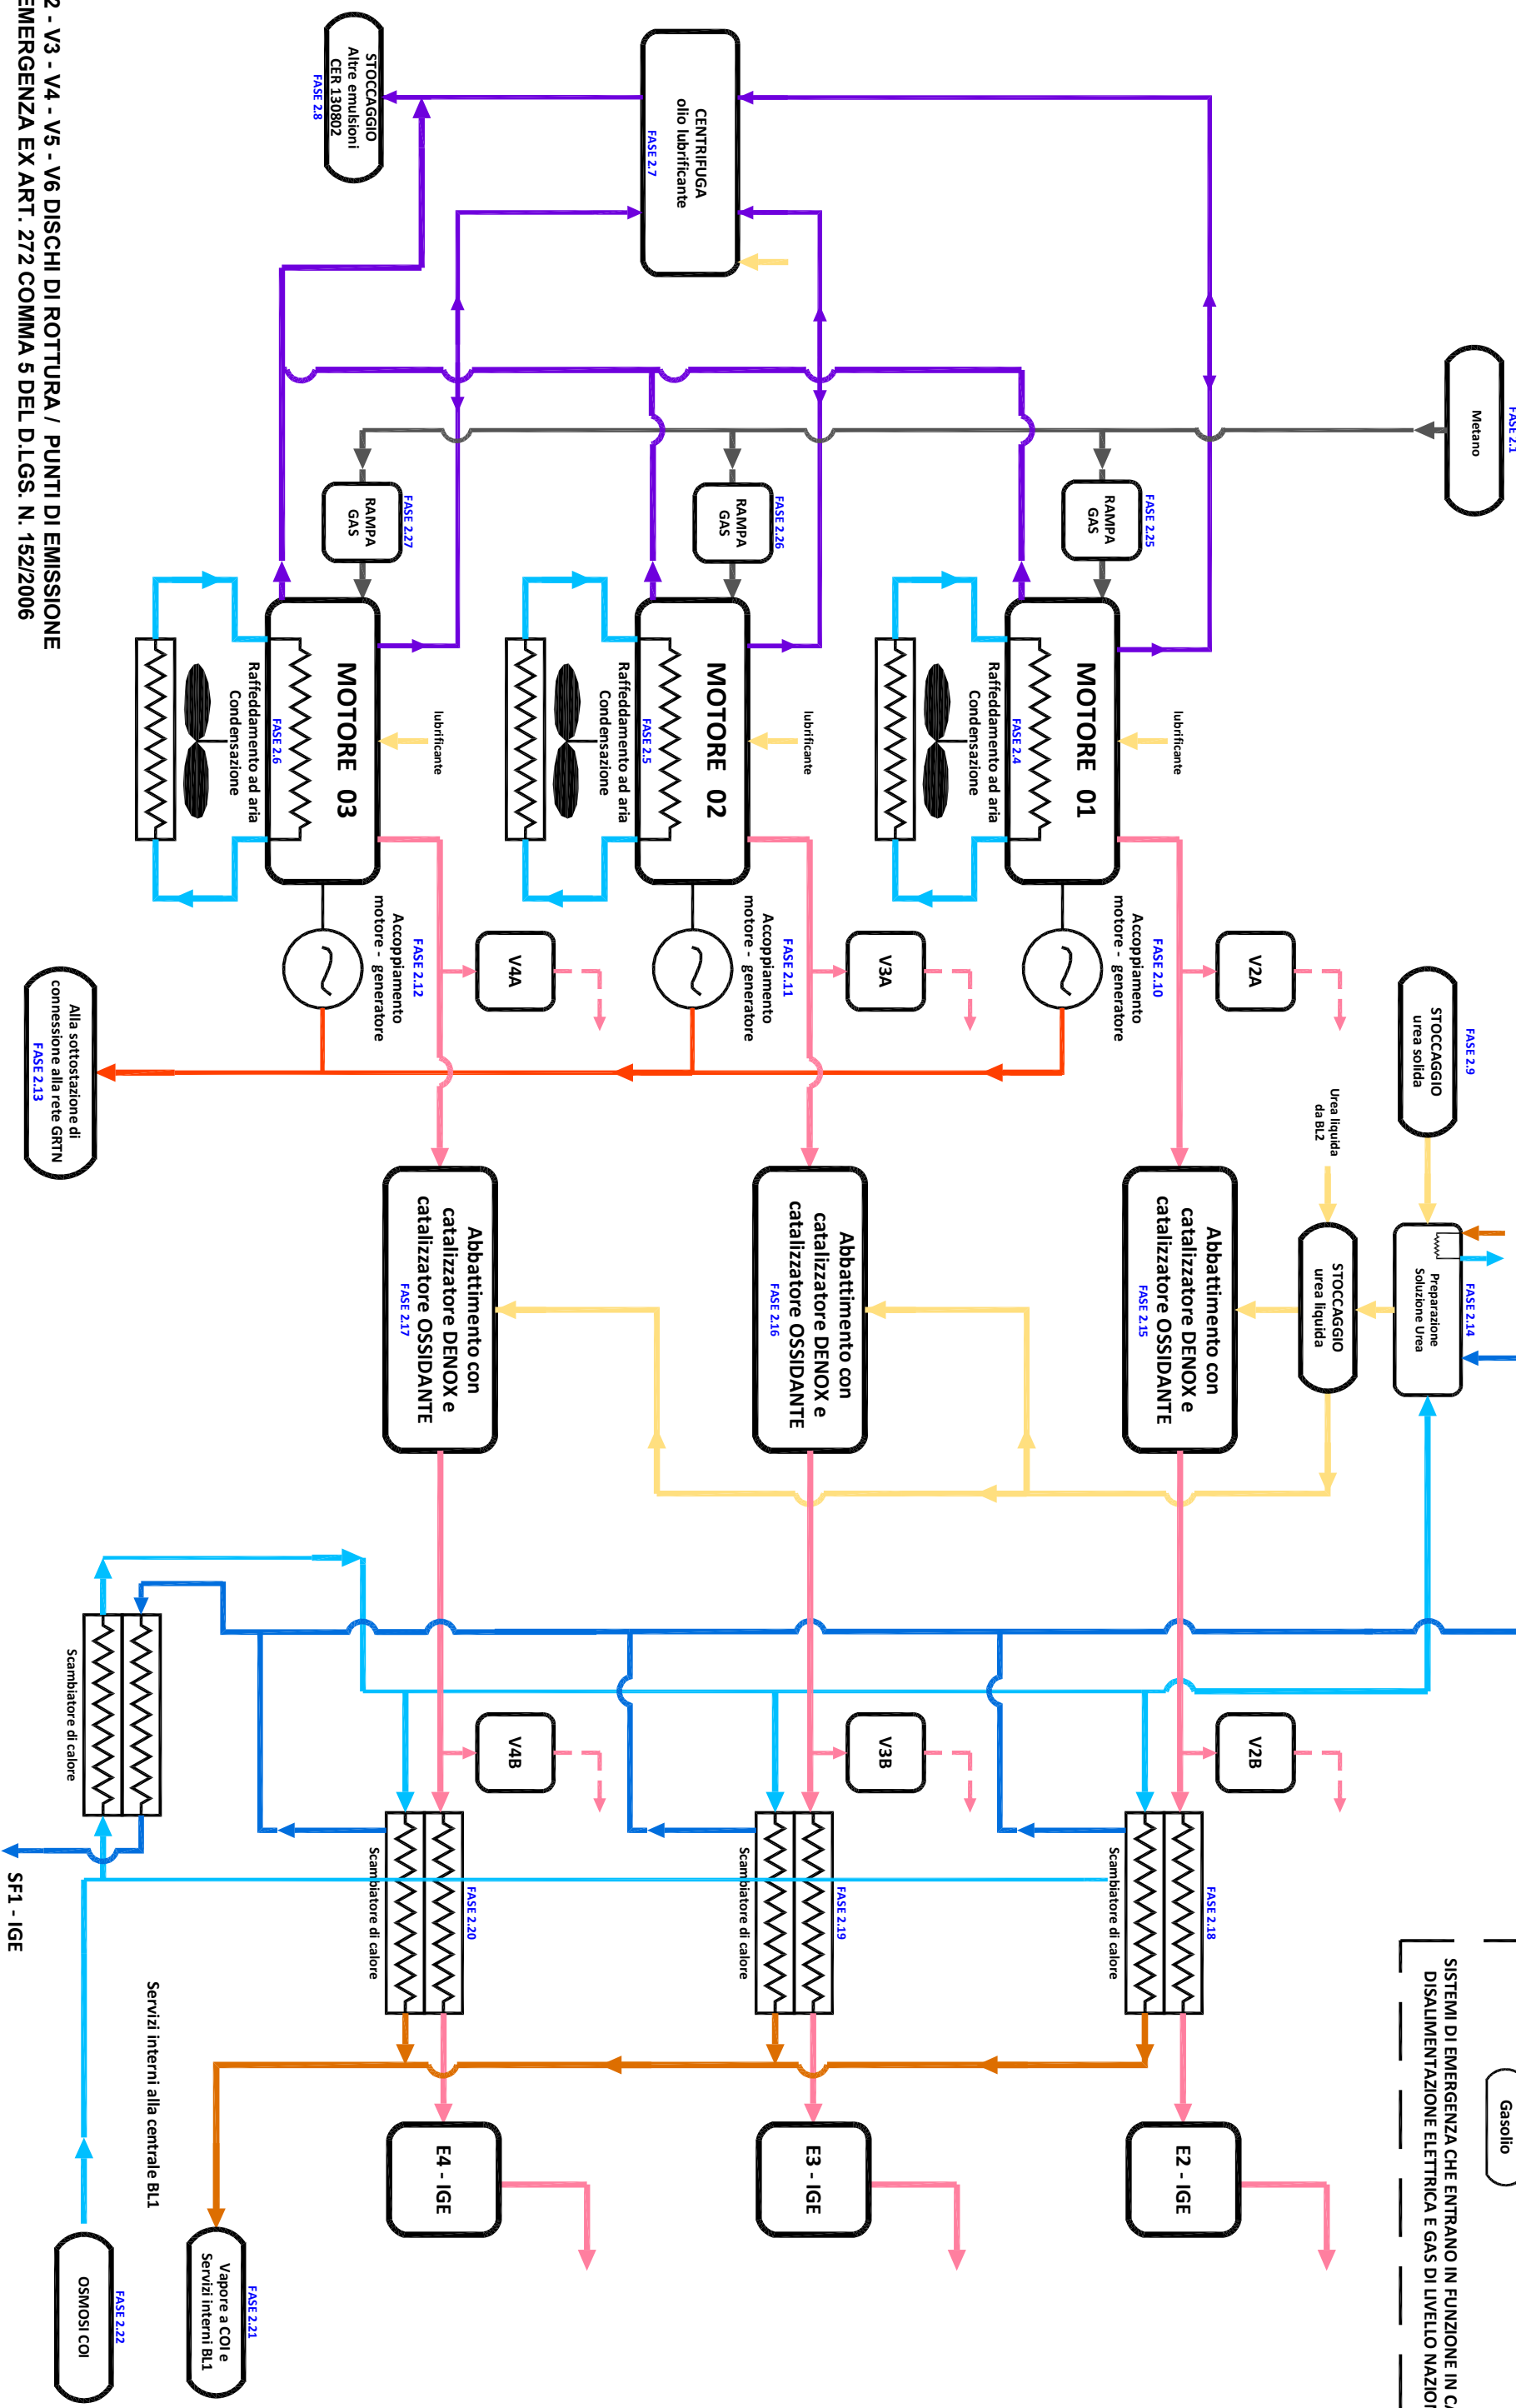 FASE 2.1
Metano
FASE 2.9
STOCCAGGIO
urea solida
FASE 2.14
Preparazione
Soluzione Urea
Urea liquida
da BL2
STOCCAGGIO
urea liquida
Gasolio
SISTEMI DI EMERGENZA CHE ENTRANO IN FUNZIONE IN
DISALIMENTAZIONE ELETTRICA E GAS DI LIVELLO
FASE 2.25
RAMPA
GAS
lubrificante
MOTORE 01
FASE 2.4
Raffeddamento ad aria
Condensazione
V2A
FASE 2.10
Accoppiamento
motore - generatore
Abbattimento con
catalizzatore DENOX e
catalizzatore OSSIDANTE
FASE 2.15
V2B
FASE 2.18
Scambiatore di calore
E2 - IGE
CENTRIFUGA
olio lubrificante
FASE 2.7
FASE 2.26
RAMPA
GAS
lubrificante
MOTORE 02
FASE 2.5
Raffeddamento ad aria
Condensazione
V3A
FASE 2.11
Accoppiamento
motore - generatore
Abbattimento con
catalizzatore DENOX e
catalizzatore OSSIDANTE
FASE 2.16
V3B
FASE 2.19
Scambiatore di calore
E3 - IGE
STOCCAGGIO
Altre emulsioni
CER 130802
FASE 2.8
FASE 2.27
RAMPA
GAS
lubrificante
MOTORE 03
FASE 2.6
Raffeddamento ad aria
Condensazione
V4A
FASE 2.12
Accoppiamento
motore - generatore
Abbattimento con
catalizzatore DENOX e
catalizzatore OSSIDANTE
FASE 2.17
V4B
FASE 2.20
Scambiatore di calore
E4 - IGE
Alla sottostazione di
connessione alla rete GRTN
FASE 2.13
Scambiatore di calore
Servizi interni alla centrale BL1
FASE 2.21
Vapore a COI e
Servizi interni BL1
FASE 2.22
OSMOSI COI
SF1 - IGE
2 - V3 - V4 - V5 - V6 DISCHI DI ROTTURA / PUNTI DI EMISSIONE
EMERGENZA EX ART. 272 COMMA 5 DEL D.LGS. N. 152/2006